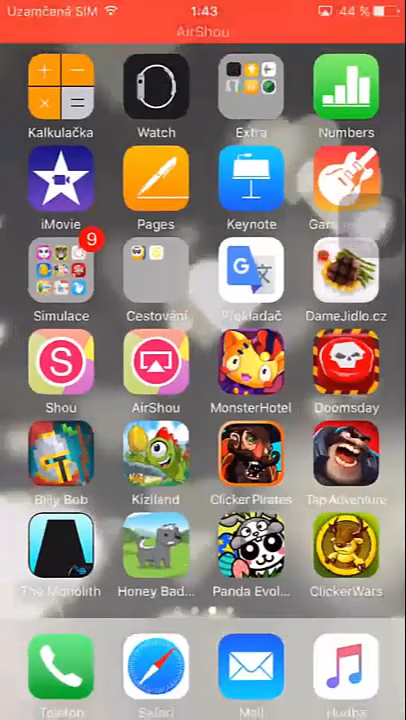 Uzamčená SIM 1:43 44 %
AirShou
Kalkulačka Watch Extra Numbers
iMovie Pages Keynote
9
Simulace Cestování Překladač DameJidlo.cz
Shou AirShou MonsterHotel Doomsday
Billy Bob Kiziland Clicker Pirates Tap Adventure
The Monolith Honey Bad... Panda Evol... ClickerWars
Telefon Safari Mail Hudba